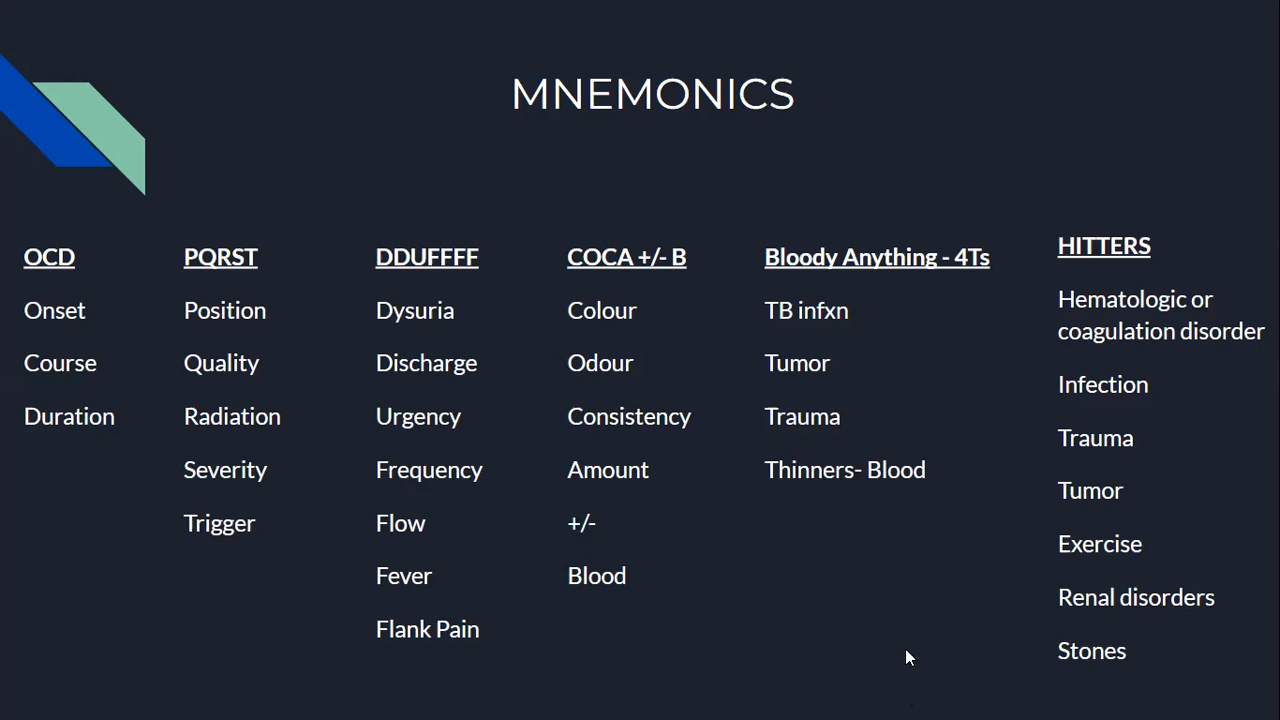 MNEMONICS
OCD
Onset
Course
Duration
PQRST
Position
Quality
Radiation
Severity
Trigger
DDUFFFF
Dysuria
Discharge
Urgency
Frequency
Flow
Fever
Flank Pain
COCA +/- B
Colour
Odour
Consistency
Amount
+/-
Blood
Bloody Anything - 4Ts
TB infxn
Tumor
Trauma
Thinners- Blood
HITTERS
Hematologic or
coagulation disorder
Infection
Trauma
Tumor
Exercise
Renal disorders
Stones